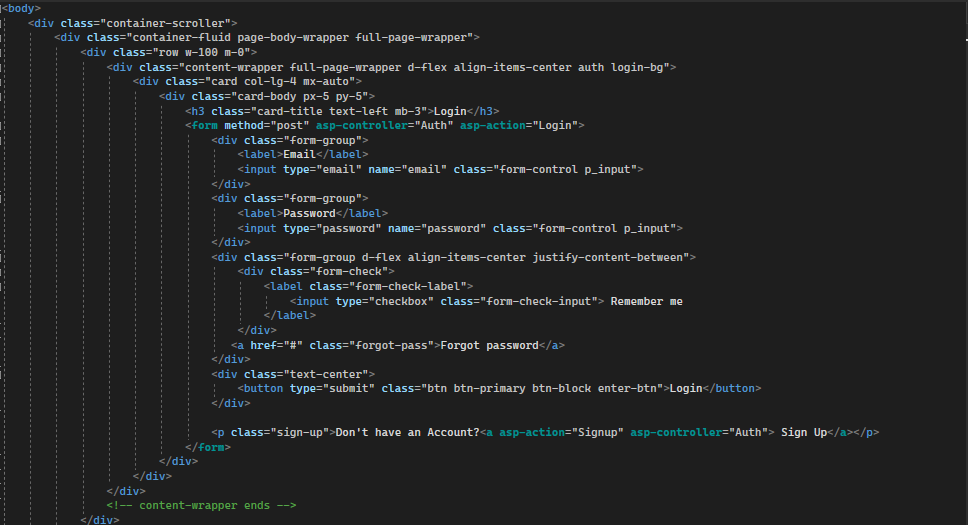 <body>
<div class="container-scroller">
<div class="container-fluid page-body-wrapper full-page-wrapper">
<div class="row w-100 m-0">
<div class="content-wrapper full-page-wrapper d-flex align-items-center auth login-bg">
<div class="card col-lg-4 mx-auto">
<div class="card-body px-5 py-5">
<h3 class="card-title text-left mb-3">Login</h3>
<form method="post" asp-controller="Auth" asp-action="Login">
<div class="form-group">
<label>Email</label>
<input type="email" name="email" class="form-control p_input">
</div>
<div class="form-group">
<label>Password</label>
<input type="password" name="password" class="form-control p_input">
</div>
<div class="form-group d-flex align-items-center justify-content-between">
<div class="form-check">
<label class="form-check-label">
<input type="checkbox" class="form-check-input"> Remember me
</label>
</div>
<a href="#" class="forgot-pass">Forgot password</a>
</div>
<div class="text-center">
<button type="submit" class="btn btn-primary btn-block enter-btn">Login</button>
</div>
<p class="sign-up">Don't have an Account?<a asp-action="Signup" asp-controller="Auth"> Sign Up</a></p>
</form>
</div>
</div>
</div>
<!-- content-wrapper ends -->
</div>